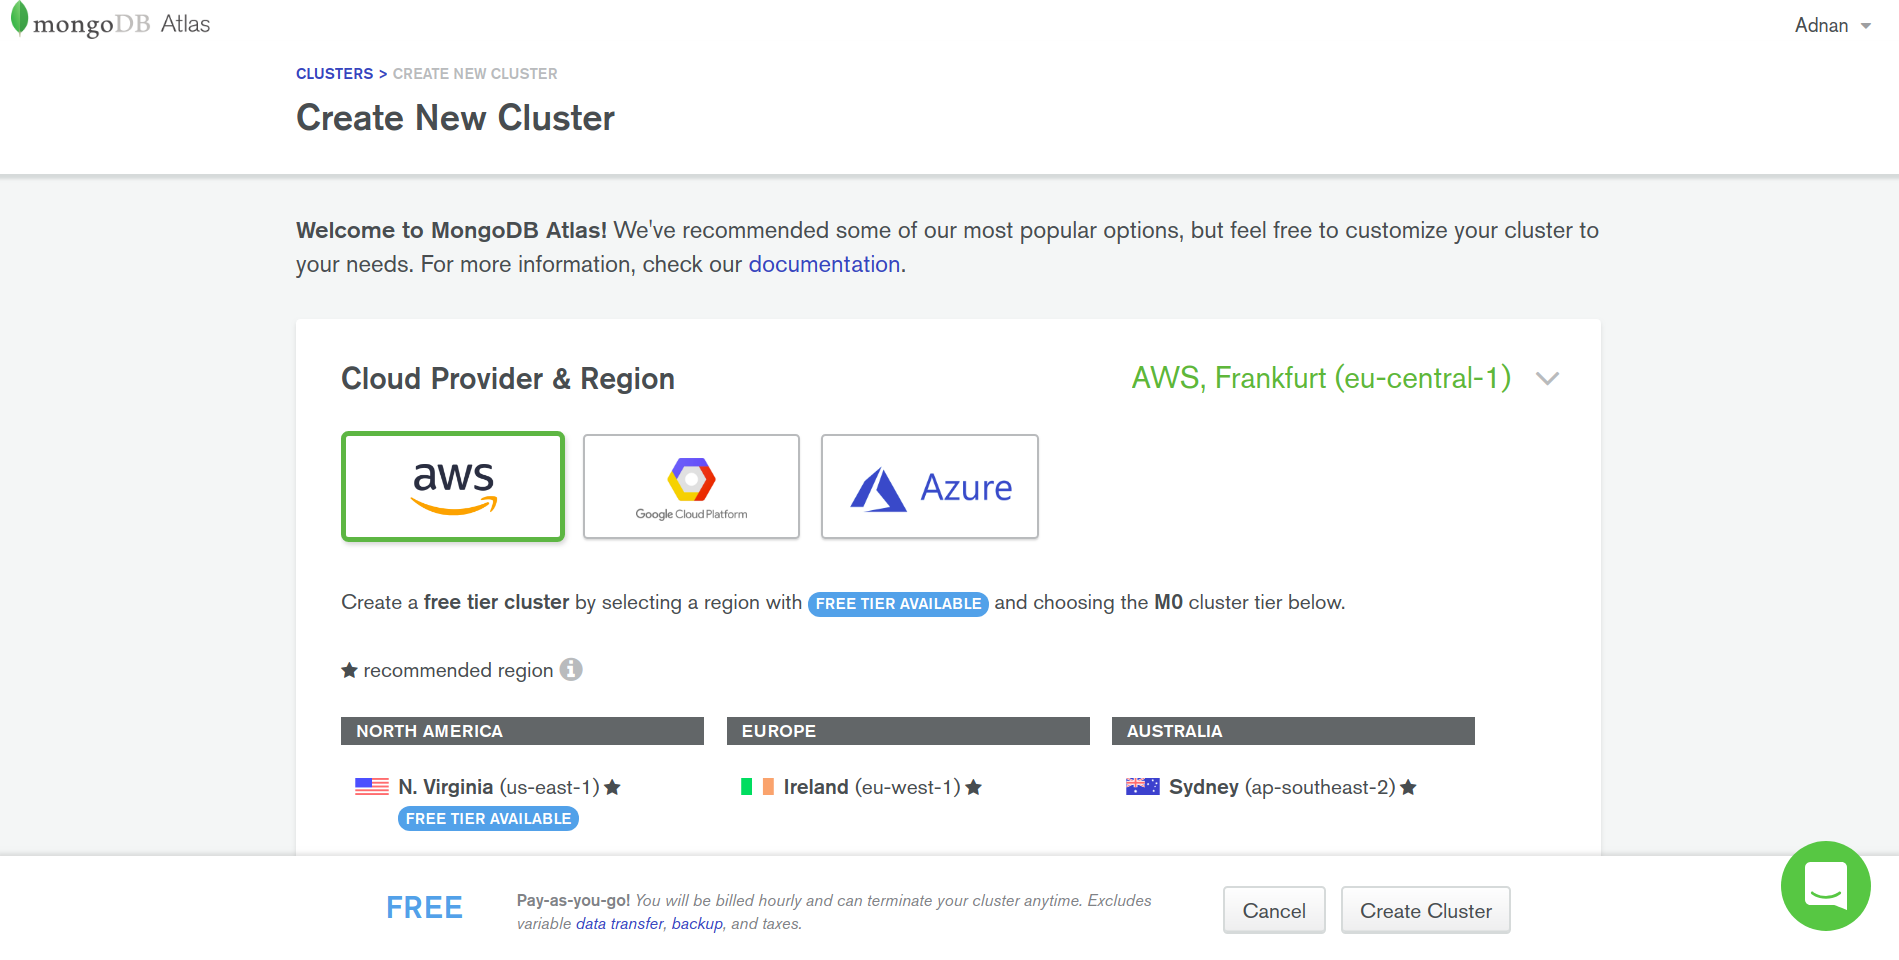 mongoDB Atlas
Adnan
CLUSTERS > CREATE NEW CLUSTER
Create New Cluster
Welcome to MongoDB Atlas! We've recommended some of our most popular options, but feel free to customize your cluster to
your needs. For more information, check our documentation.
Cloud Provider & Region
AWS, Frankfurt (eu-central-1)
aws
Google Cloud Platform
Azure
Create a free tier cluster by selecting a region with FREE TIER AVAILABLE and choosing the M0 cluster tier below.
★ recommended region
NORTH AMERICA
EUROPE
AUSTRALIA
N. Virginia (us-east-1) ★
Ireland (eu-west-1) ★
Sydney (ap-southeast-2) ★
FREE TIER AVAILABLE
FREE
Pay-as-you-go! You will be billed hourly and can terminate your cluster anytime. Excludes
variable data transfer, backup, and taxes.
Cancel
Create Cluster